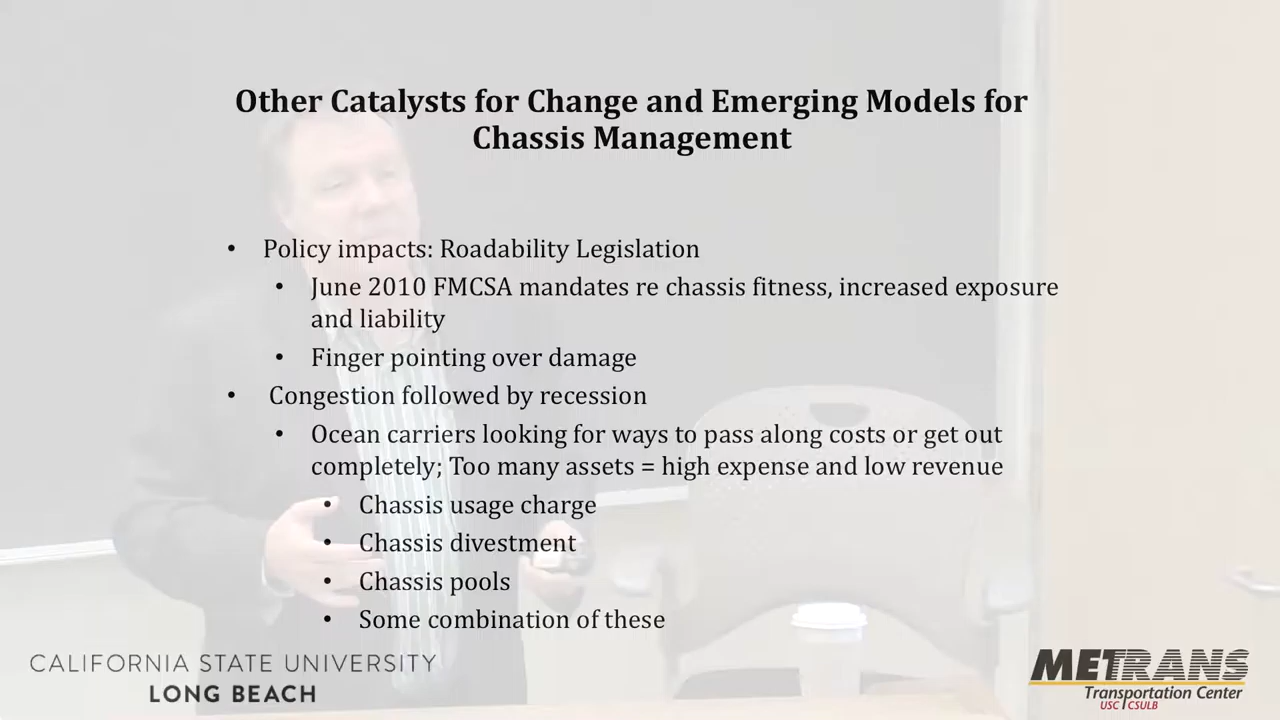 Other Catalysts for Change and Emerging Models for
Chassis Management
• Policy impacts: Roadability Legislation
• June 2010 FMCSA mandates re chassis fitness, increased exposure
and liability
• Finger pointing over damage
• Congestion followed by recession
• Ocean carriers looking for ways to pass along costs or get out
completely; Too many assets = high expense and low revenue
• Chassis usage charge
• Chassis divestment
• Chassis pools
• Some combination of these
CALIFORNIA STATE UNIVERSITY
LONG BEACH
METRANS
Transportation Center
USC CSULB